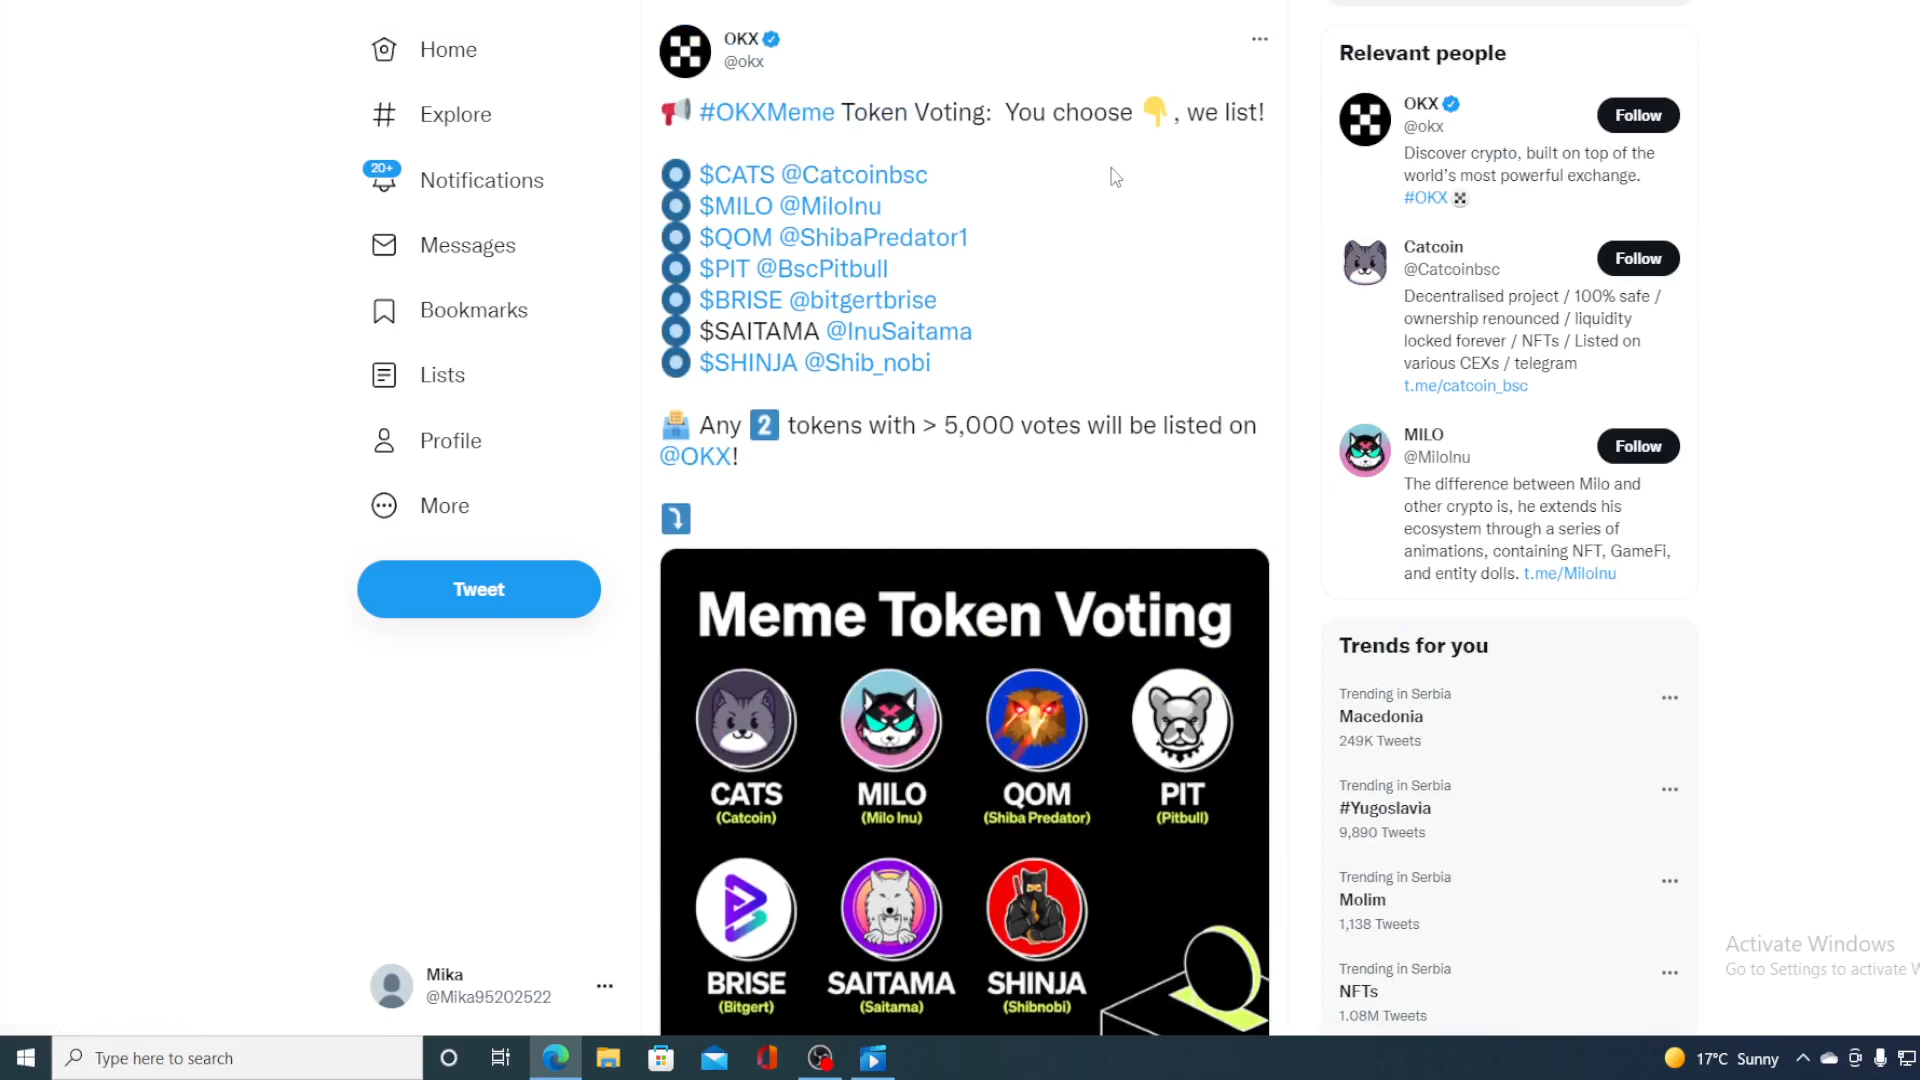 Home
Explore
20+
Notifications
Messages
Bookmarks
Lists
Profile
More
Tweet
Mika
@Mika95202522
OKX
@okx
#OKXMeme Token Voting: You choose 👇, we list!
$CATS @Catcoinbsc
$MILO @MiloInu
$QOM @ShibaPredator1
$PIT @BscPitbull
$BRISE @bitgertbrise
$SAITAMA @InuSaitama
$SHINJA @Shib_nobi
Any 2 tokens with > 5,000 votes will be listed on
@OKX!
Meme Token Voting
CATS
(Catcoin)
MILO
(Milo Inu)
QOM
(Shiba Predator)
PIT
(Pitbull)
BRISE
(Bitgert)
SAITAMA
(Saitama)
SHINJA
(Shibnobi)
Relevant people
OKX
@okx
Follow
Discover crypto, built on top of the
world's most powerful exchange.
#OKX
Catcoin
@Catcoinbsc
Follow
Decentralised project / 100% safe /
ownership renounced / liquidity
locked forever / NFTs / Listed on
various CEXs / telegram
t.me/catcoin_bsc
MILO
@MiloInu
Follow
The difference between Milo and
other crypto is, he extends his
ecosystem through a series of
animations, containing NFT, GameFi,
and entity dolls. t.me/MiloInu
Trends for you
Trending in Serbia
Macedonia
249K Tweets
Trending in Serbia
#Yugoslavia
9,890 Tweets
Trending in Serbia
Molim
1,138 Tweets
Trending in Serbia
NFTs
1.08M Tweets
Activate Windows
Go to Settings to activate W
Type here to search
17°C Sunny